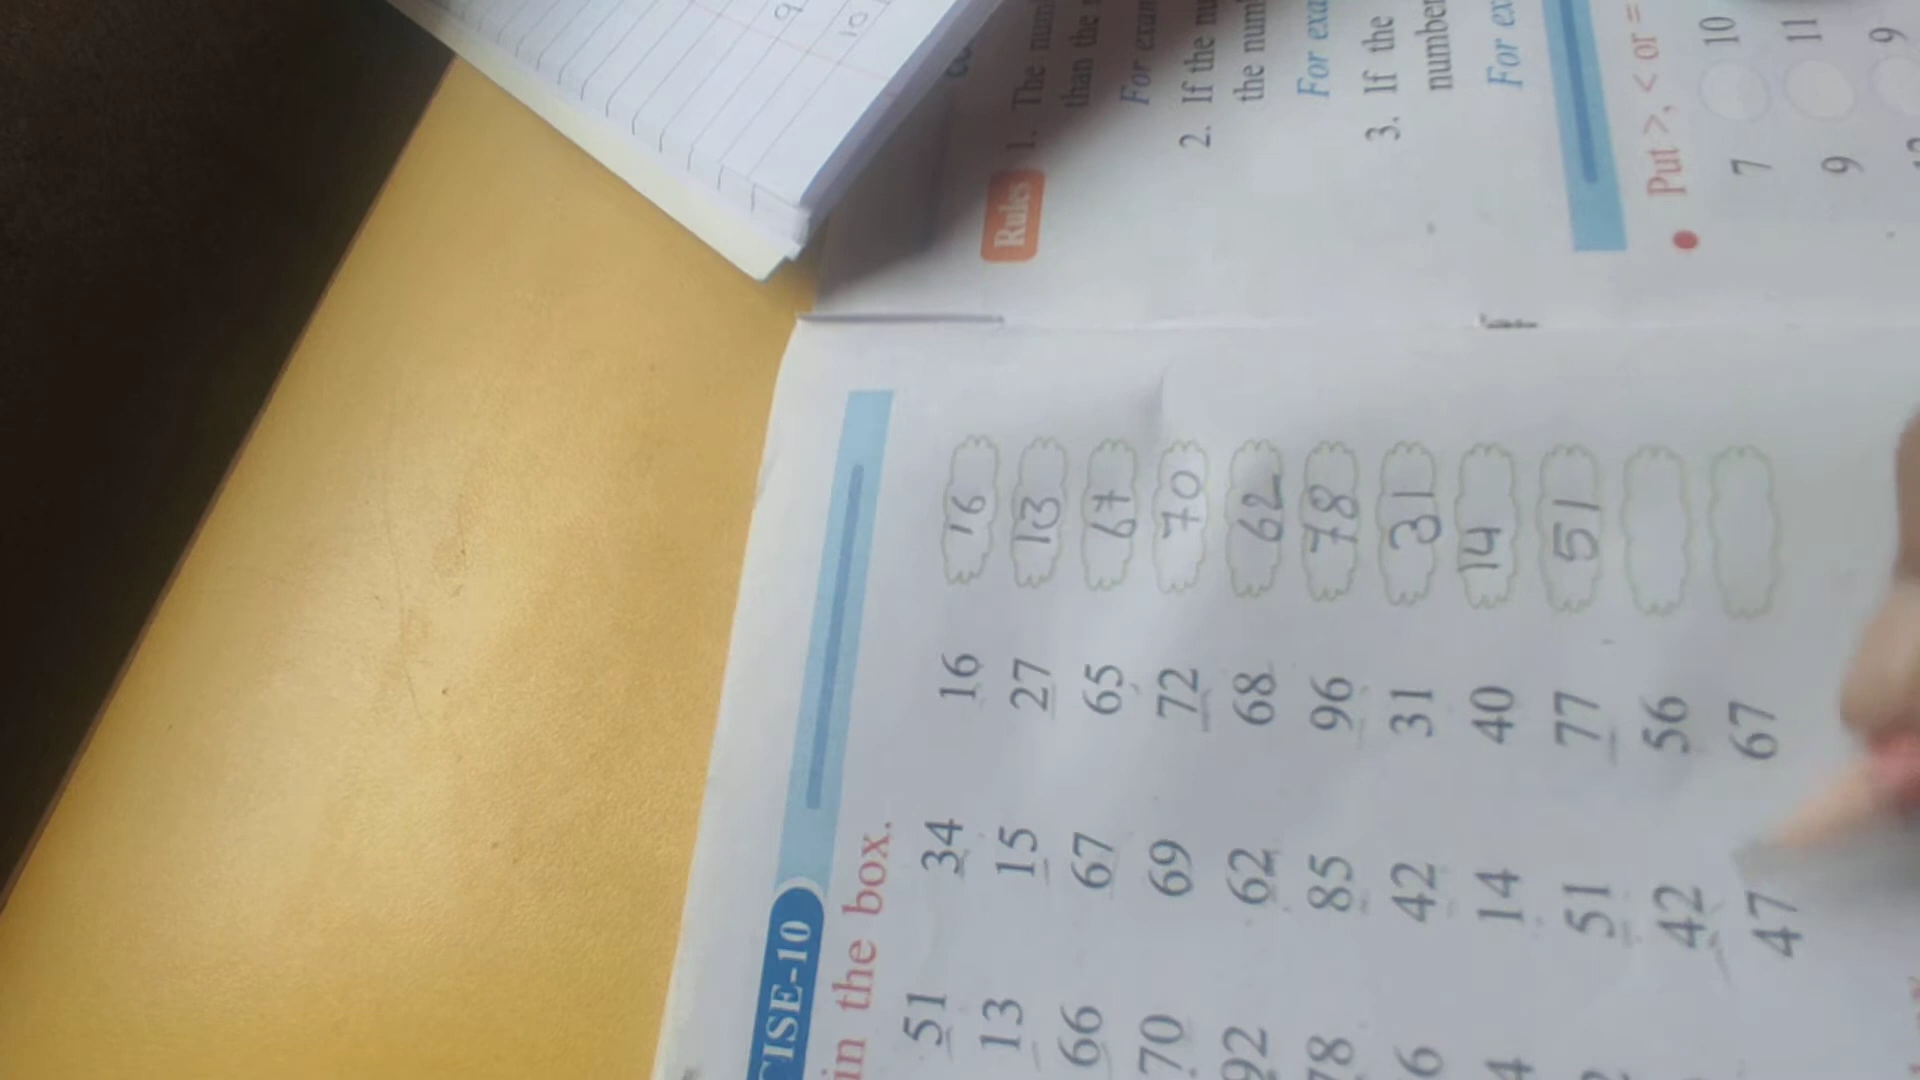 CISE-10
in the box.
51 34 16 16
13 15 27 13
66 67 65 67
70 69 72 70
92 62 68 62
78 85 96 78
6 42 31 31
4 14 40 14
51 77 51
42 56
47 67
9
10
Rules 1. The num
than the
For exam
2. If the nu
the num
For exa
3. If the
number
For ex
Put >, < or =
7 10
9 11
9